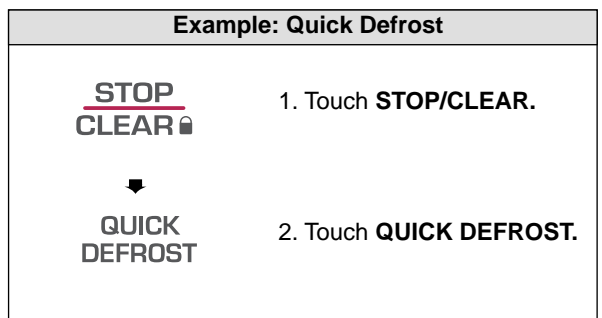 Example: Quick Defrost
STOP
CLEAR
1. Touch STOP/CLEAR.
QUICK
DEFROST
2. Touch QUICK DEFROST.